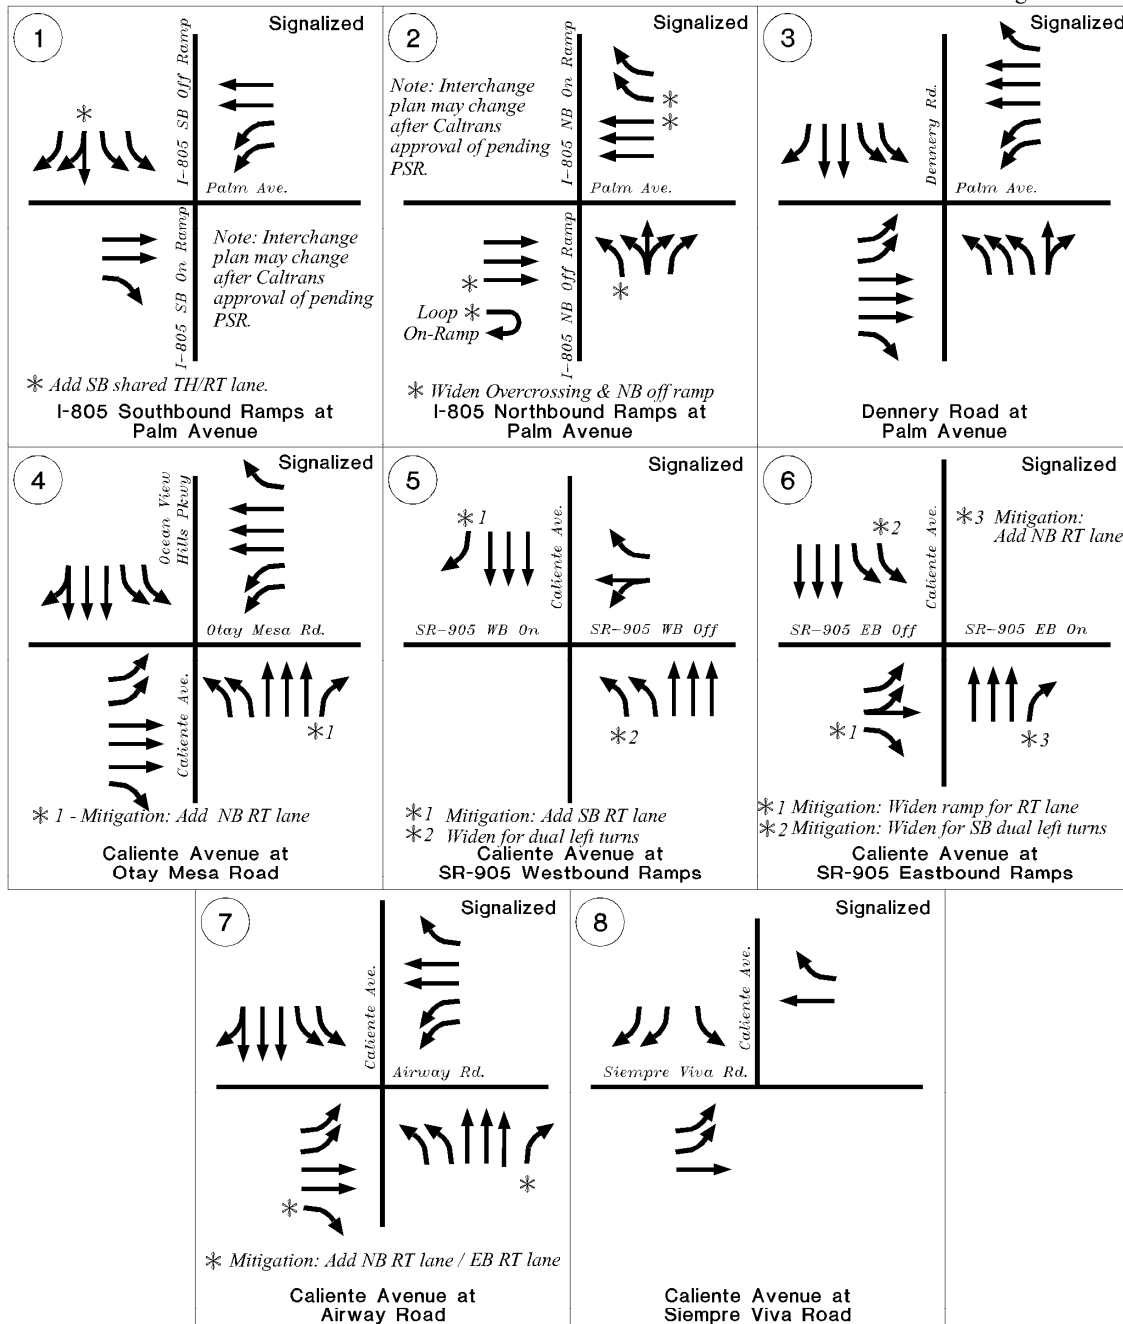 1
Signalized
I-805 SB Off Ramp
Palm Ave.
I-805 SB On Ramp
Note: Interchange
plan may change
after Caltrans
approval of pending
PSR.
* Add SB shared TH/RT lane.
I-805 Southbound Ramps at
Palm Avenue
2
Signalized
Note: Interchange
plan may change
after Caltrans
approval of pending
PSR.
I-805 NB On Ramp
Palm Ave.
I-805 NB Off Ramp
Loop *
On-Ramp
* Widen Overcrossing & NB off ramp
I-805 Northbound Ramps at
Palm Avenue
3
Signalized
Dennery Rd.
Palm Ave.
Dennery Road at
Palm Avenue
4
Signalized
Ocean View
Hills Pkwy
Otay Mesa Rd.
Caliente Ave.
*1
* 1 - Mitigation: Add NB RT lane
Caliente Avenue at
Otay Mesa Road
5
Signalized
*1
Caliente Ave.
SR-905 WB On
SR-905 WB Off
*2
*1 Mitigation: Add SB RT lane
*2 Widen for dual left turns
Caliente Avenue at
SR-905 Westbound Ramps
6
Signalized
*2
Caliente Ave.
*3 Mitigation:
Add NB RT lane
SR-905 EB Off
SR-905 EB On
*1
*3
*1 Mitigation: Widen ramp for RT lane
*2 Mitigation: Widen for SB dual left turns
Caliente Avenue at
SR-905 Eastbound Ramps
7
Signalized
Caliente Ave.
Airway Rd.
* Mitigation: Add NB RT lane / EB RT lane
Caliente Avenue at
Airway Road
8
Signalized
Caliente Ave.
Siempre Viva Rd.
Caliente Avenue at
Siempre Viva Road